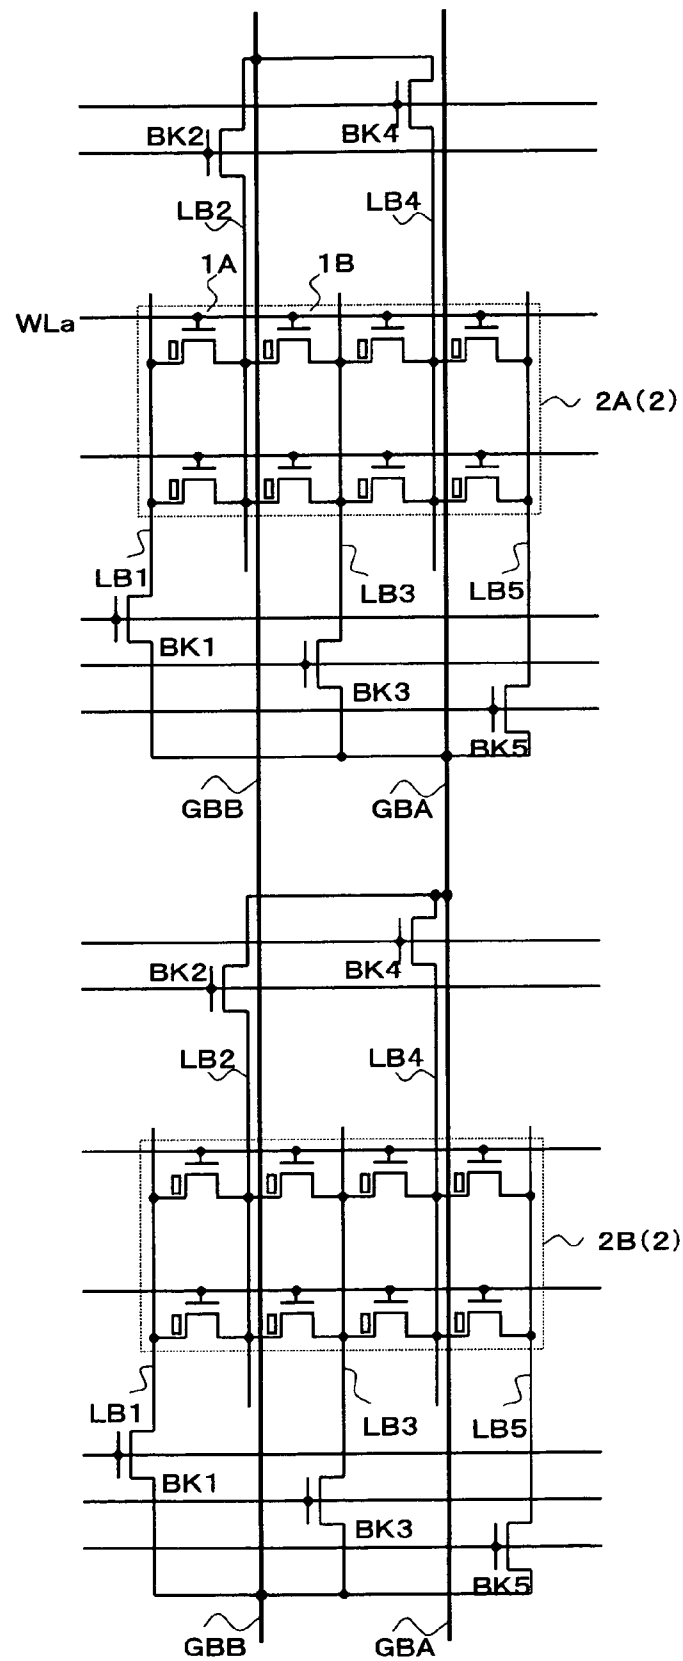 BK2
BK4
LB2
LB4
1A
1B
WLa
2A(2)
LB1
LB3
LB5
BK1
BK3
BK5
GBB
GBA
BK2
BK4
LB2
LB4
2B(2)
LB1
LB3
LB5
BK1
BK3
BK5
GBB
GBA